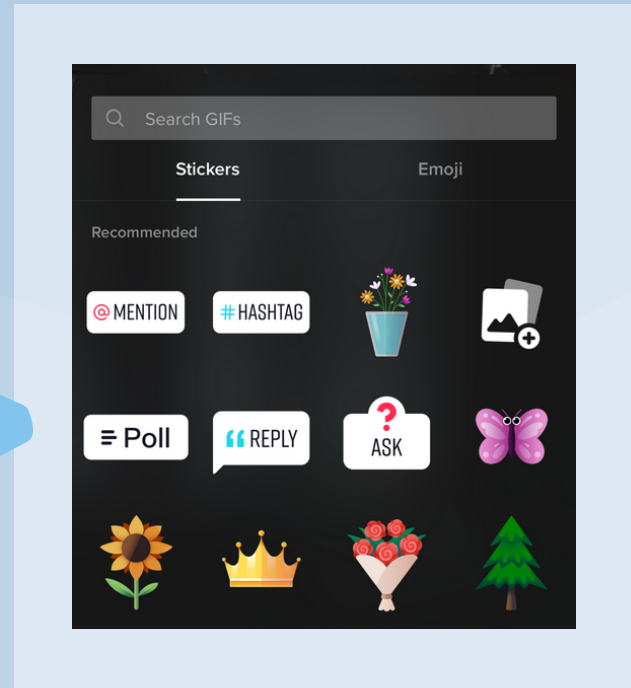 Search GIFs
Stickers Emoji
Recommended
@ MENTION # HASHTAG
Poll REPLY ? ASK